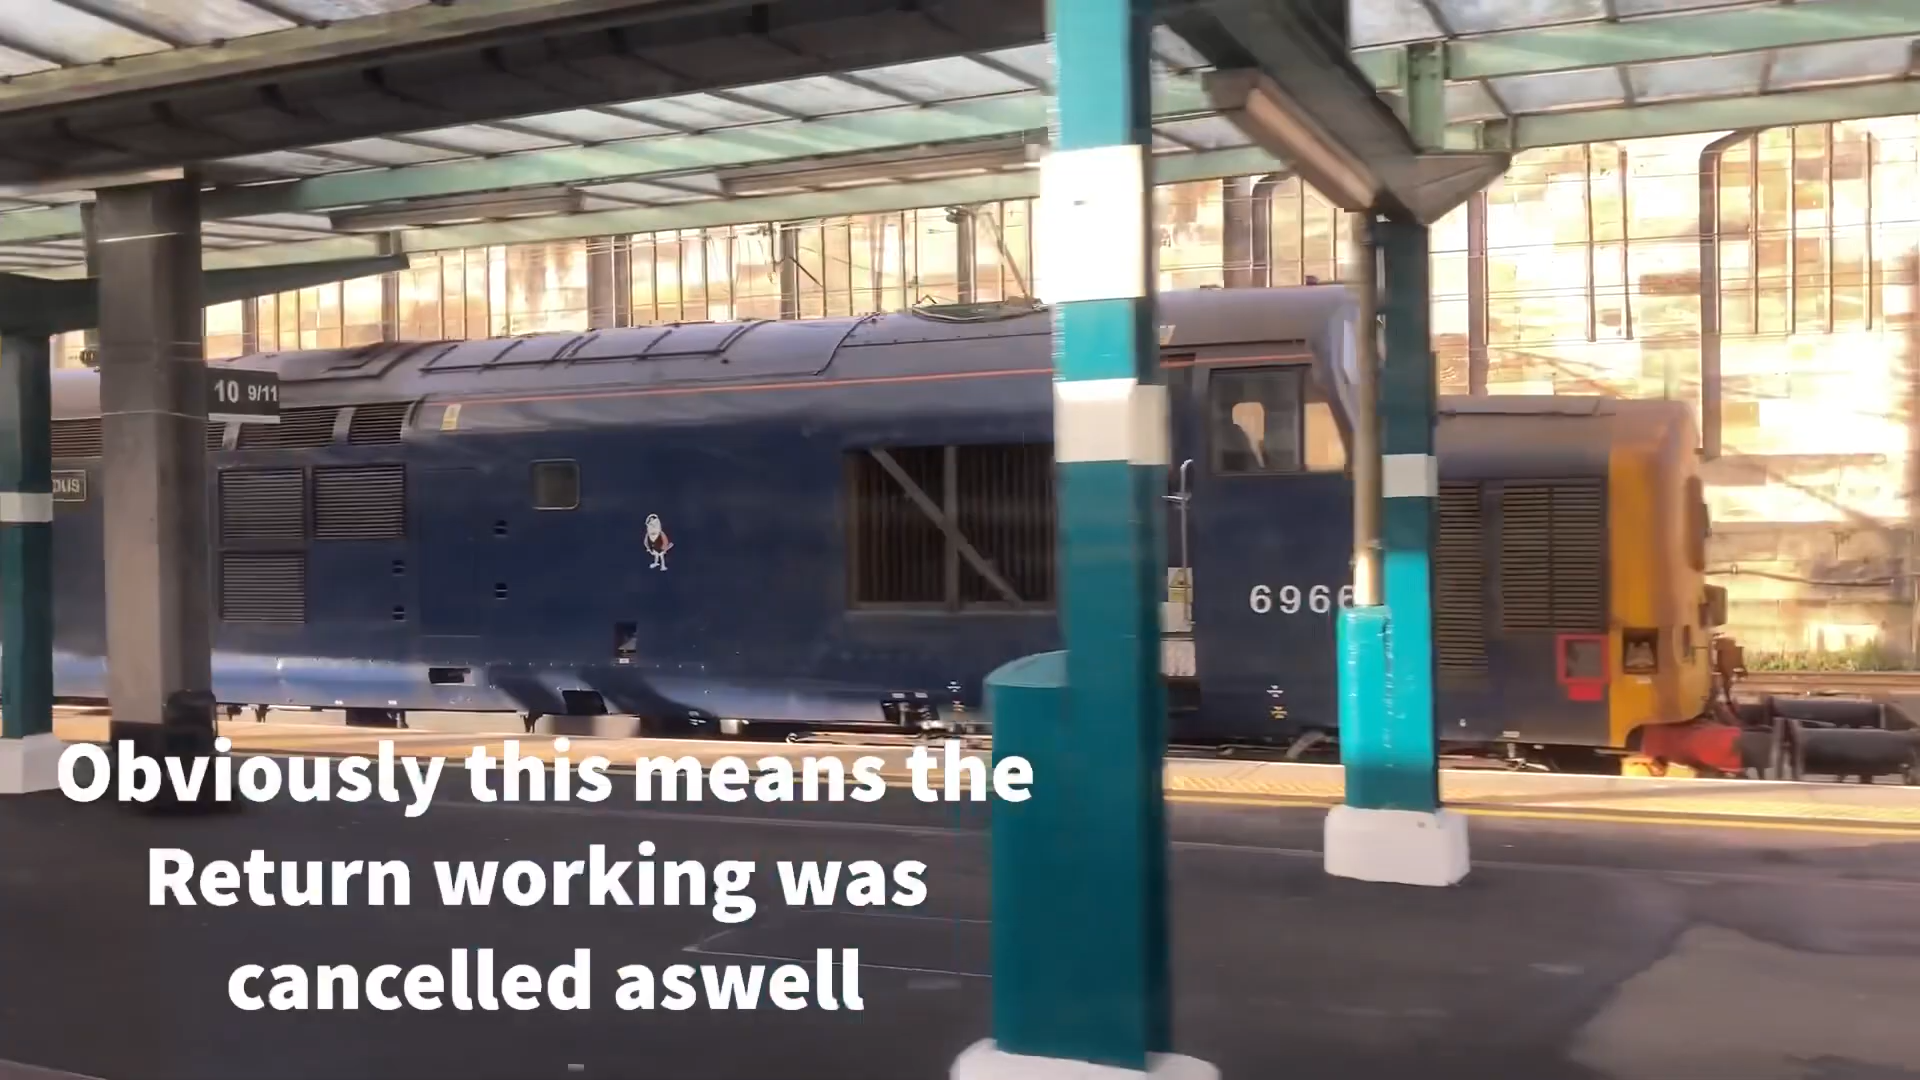 10 9/11
6966
Obviously this means the
Return working was
cancelled aswell